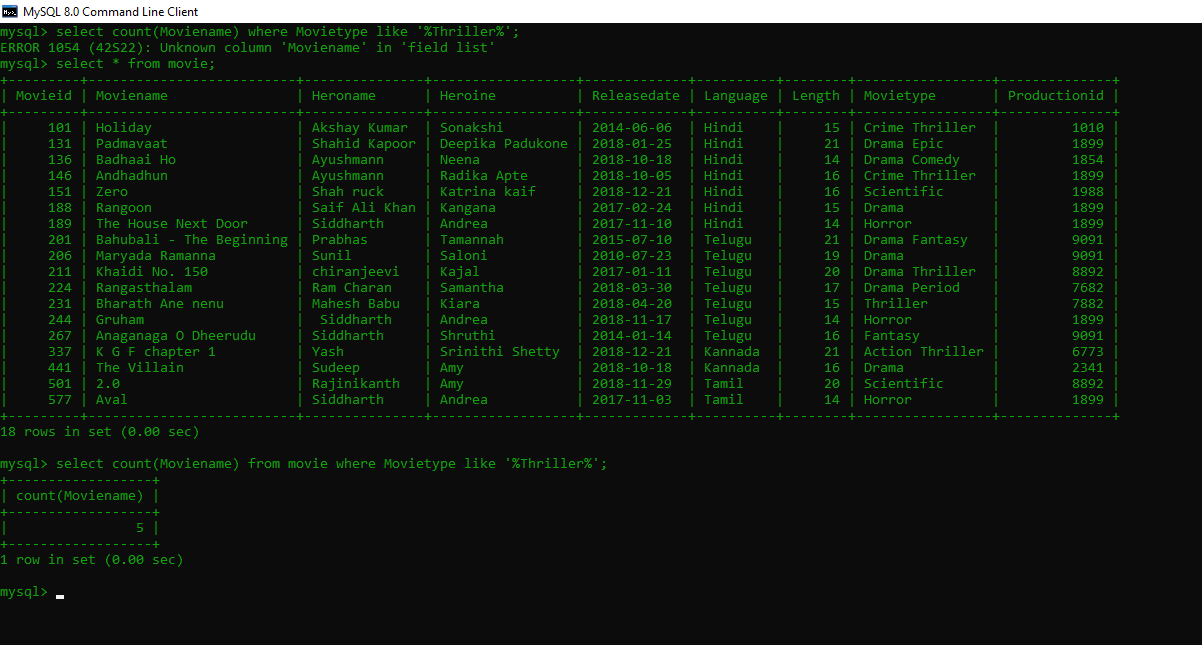 MySQL 8.0 Command Line Client
mysql> select count(Moviename) where Movietype like '%Thriller%';
ERROR 1054 (42S22): Unknown column 'Moviename' in 'field list'
mysql> select * from movie;
+---------+--------------------------+---------------+------------------+-------------+----------+--------+-----------------+--------------+
| Movieid | Moviename                | Heroname      | Heroine          | Releasedate | Language | Length | Movietype       | Productionid |
+---------+--------------------------+---------------+------------------+-------------+----------+--------+-----------------+--------------+
|     101 | Holiday                  | Akshay Kumar  | Sonakshi         | 2014-06-06  | Hindi    |     15 | Crime Thriller  |         1010 |
|     131 | Padmavaat                | Shahid Kapoor | Deepika Padukone | 2018-01-25  | Hindi    |     21 | Drama Epic      |         1899 |
|     136 | Badhaai Ho               | Ayushmann     | Neena            | 2018-10-18  | Hindi    |     14 | Drama Comedy    |         1854 |
|     146 | Andhadhun                | Ayushmann     | Radika Apte      | 2018-10-05  | Hindi    |     16 | Crime Thriller  |         1899 |
|     151 | Zero                     | Shah ruck     | Katrina kaif     | 2018-12-21  | Hindi    |     16 | Scientific      |         1988 |
|     188 | Rangoon                  | Saif Ali Khan | Kangana          | 2017-02-24  | Hindi    |     15 | Drama           |         1899 |
|     189 | The House Next Door      | Siddharth     | Andrea           | 2017-11-10  | Hindi    |     14 | Horror          |         1899 |
|     201 | Bahubali - The Beginning | Prabhas       | Tamannah         | 2015-07-10  | Telugu   |     21 | Drama Fantasy   |         9091 |
|     206 | Maryada Ramanna          | Sunil         | Saloni           | 2010-07-23  | Telugu   |     19 | Drama           |         9091 |
|     211 | Khaidi No. 150           | chiranjeevi   | Kajal            | 2017-01-11  | Telugu   |     20 | Drama Thriller  |         8892 |
|     224 | Rangasthalam             | Ram Charan    | Samantha         | 2018-03-30  | Telugu   |     17 | Drama Period    |         7682 |
|     231 | Bharath Ane nenu         | Mahesh Babu   | Kiara            | 2018-04-20  | Telugu   |     15 | Thriller        |         7882 |
|     244 | Gruham                   |  Siddharth    | Andrea           | 2018-11-17  | Telugu   |     14 | Horror          |         1899 |
|     267 | Anaganaga O Dheerudu     | Siddharth     | Shruthi          | 2014-01-14  | Telugu   |     16 | Fantasy         |         9091 |
|     337 | K G F chapter 1          | Yash          | Srinithi Shetty  | 2018-12-21  | Kannada  |     21 | Action Thriller |         6773 |
|     441 | The Villain              | Sudeep        | Amy              | 2018-10-18  | Kannada  |     16 | Drama           |         2341 |
|     501 | 2.0                      | Rajinikanth   | Amy              | 2018-11-29  | Tamil    |     20 | Scientific      |         8892 |
|     577 | Aval                     | Siddharth     | Andrea           | 2017-11-03  | Tamil    |     14 | Horror          |         1899 |
+---------+--------------------------+---------------+------------------+-------------+----------+--------+-----------------+--------------+
18 rows in set (0.00 sec)
mysql> select count(Moviename) from movie where Movietype like '%Thriller%';
+------------------+
| count(Moviename) |
+------------------+
|                5 |
+------------------+
1 row in set (0.00 sec)
mysql>